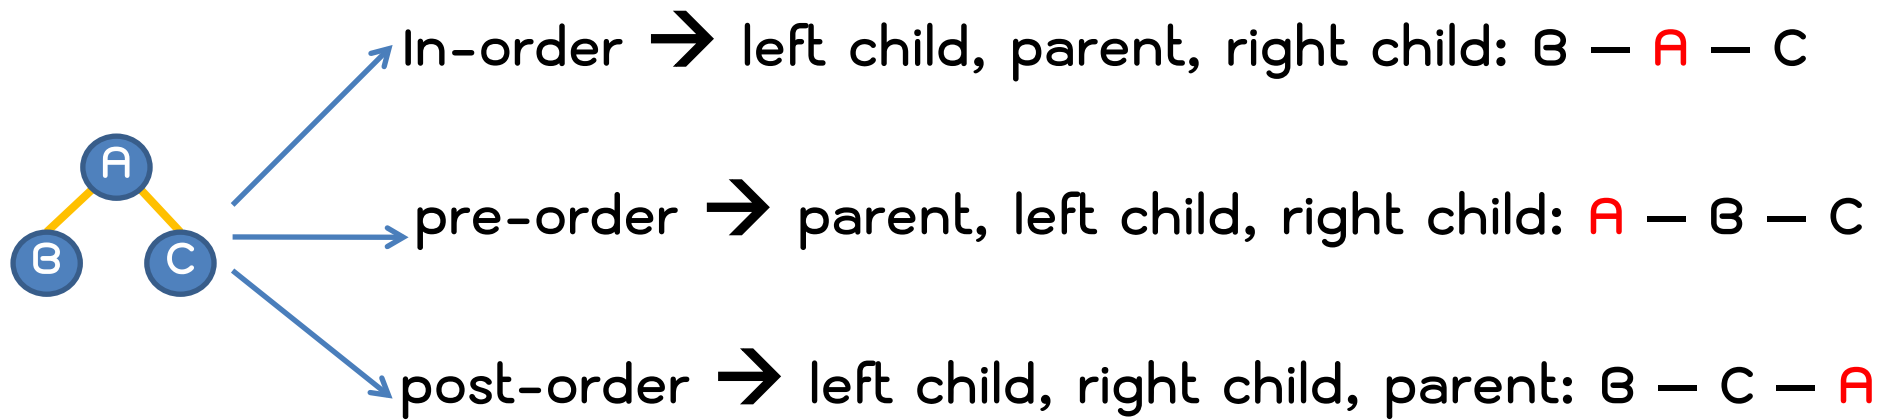 In-order → left child, parent, right child: B – A – C
A
pre-order → parent, left child, right child: A – B – C
B C
post-order → left child, right child, parent: B – C – A